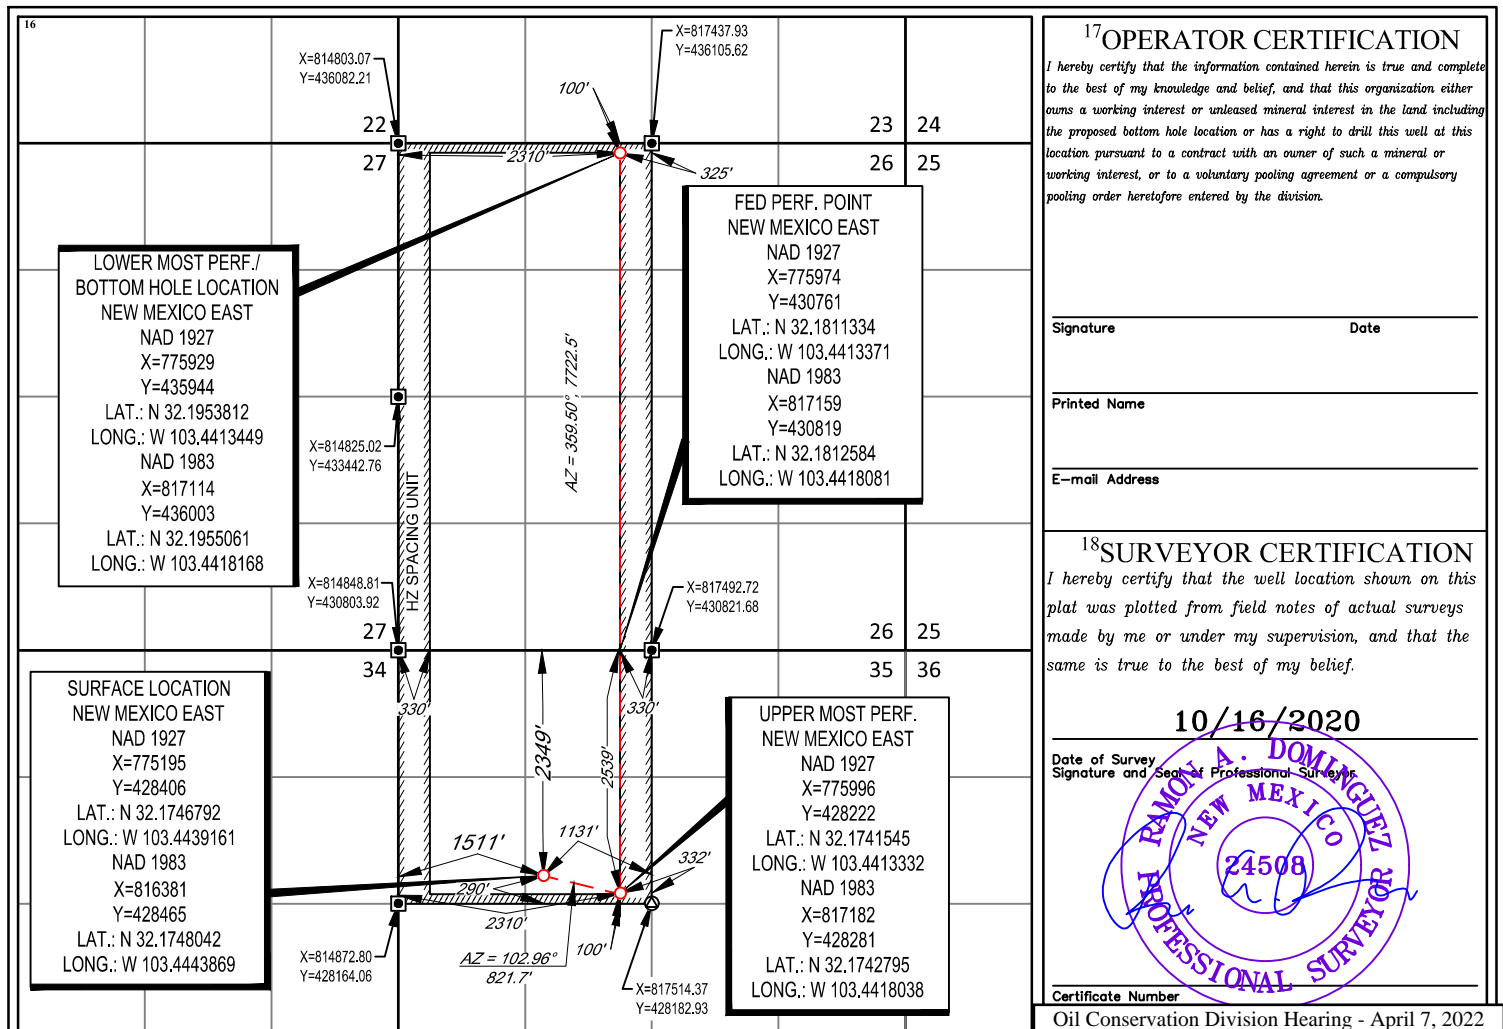 16
X=814803.07
Y=436082.21
X=817437.93
Y=436105.62
100'
22
23
24
27
2310'
26
25
325'
LOWER MOST PERF./
BOTTOM HOLE LOCATION
NEW MEXICO EAST
NAD 1927
X=775929
Y=435944
LAT.: N 32.1953812
LONG.: W 103.4413449
NAD 1983
X=817114
Y=436003
LAT.: N 32.1955061
LONG.: W 103.4418168
FED PERF. POINT
NEW MEXICO EAST
NAD 1927
X=775974
Y=430761
LAT.: N 32.1811334
LONG.: W 103.4413371
NAD 1983
X=817159
Y=430819
LAT.: N 32.1812584
LONG.: W 103.4418081
AZ = 359.50°, 7722.5'
X=814825.02
Y=433442.76
HZ SPACING UNIT
X=814848.81
Y=430803.92
X=817492.72
Y=430821.68
27
26
25
34
35
36
330'
330'
2349'
2539'
SURFACE LOCATION
NEW MEXICO EAST
NAD 1927
X=775195
Y=428406
LAT.: N 32.1746792
LONG.: W 103.4439161
NAD 1983
X=816381
Y=428465
LAT.: N 32.1748042
LONG.: W 103.4443869
UPPER MOST PERF.
NEW MEXICO EAST
NAD 1927
X=775996
Y=428222
LAT.: N 32.1741545
LONG.: W 103.4413332
NAD 1983
X=817182
Y=428281
LAT.: N 32.1742795
LONG.: W 103.4418038
1511'
1131'
332'
290'
2310'
100'
AZ = 102.96°
821.7'
X=814872.80
Y=428164.06
X=817514.37
Y=428182.93
17OPERATOR CERTIFICATION
I hereby certify that the information contained herein is true and complete
to the best of my knowledge and belief, and that this organization either
owns a working interest or unleased mineral interest in the land including
the proposed bottom hole location or has a right to drill this well at this
location pursuant to a contract with an owner of such a mineral or
working interest, or to a voluntary pooling agreement or a compulsory
pooling order heretofore entered by the division.
Signature Date
Printed Name
E-mail Address
18SURVEYOR CERTIFICATION
I hereby certify that the well location shown on this
plat was plotted from field notes of actual surveys
made by me or under my supervision, and that the
same is true to the best of my belief.
10/16/2020
Date of Survey
Signature and Seal of Professional Surveyor
RAMON A. DOMINGUEZ
NEW MEXICO
24508
PROFESSIONAL SURVEYOR
Certificate Number
Oil Conservation Division Hearing - April 7, 2022